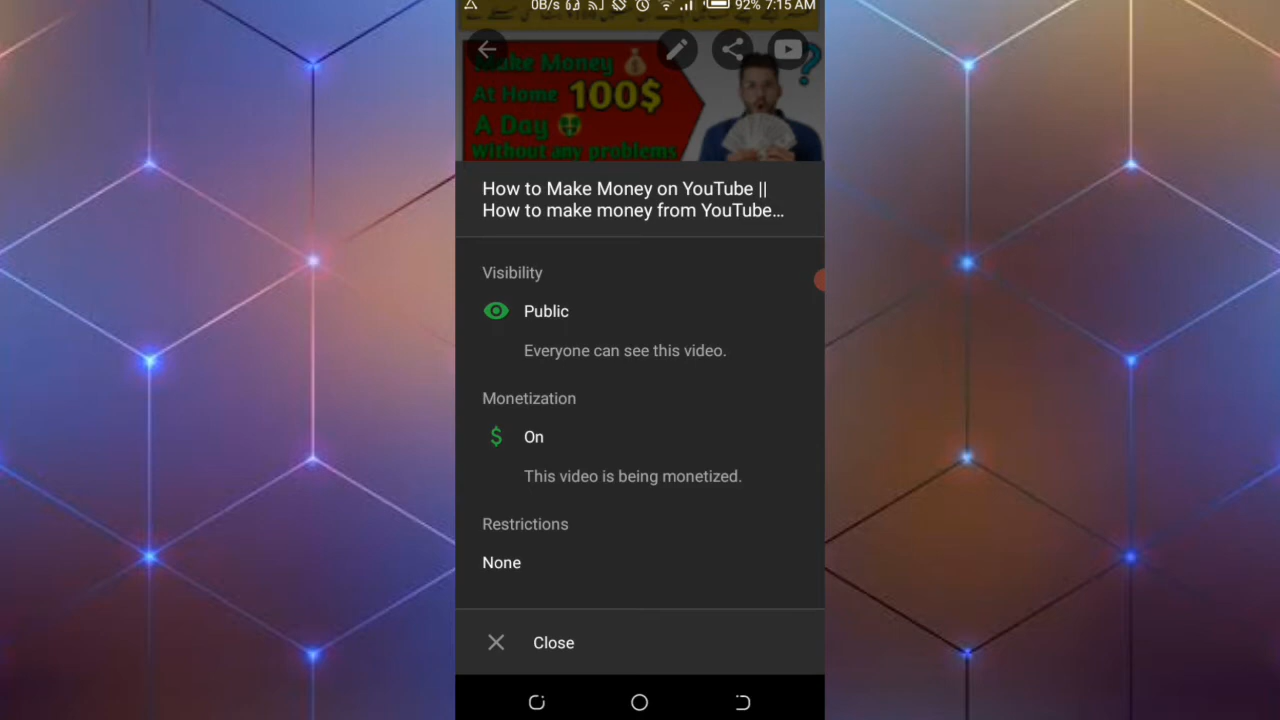 0B/s 92% 7:15 AM
Make Money
At Home 100$
A Day
Without any problems
How to Make Money on YouTube ||
How to make money from YouTube...
Visibility
Public
Everyone can see this video.
Monetization
$ On
This video is being monetized.
Restrictions
None
Close